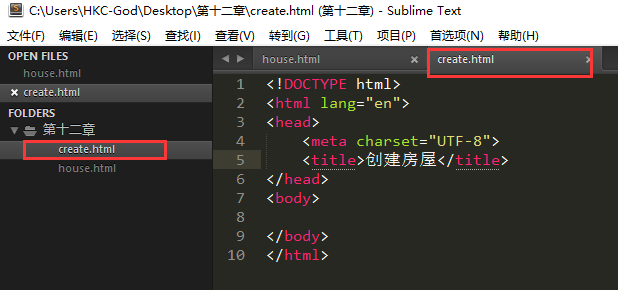 C:\Users\HKC-God\Desktop\第十二章\create.html (第十二章) - Sublime Text
文件(F) 编辑(E) 选择(S) 查找(I) 查看(V) 转到(G) 工具(T) 项目(P) 首选项(N) 帮助(H)
OPEN FILES
house.html
create.html
FOLDERS
第十二章
create.html
house.html
house.html create.html
1 <!DOCTYPE html>
2 <html lang="en">
3 <head>
4 <meta charset="UTF-8">
5 <title>创建房屋</title>
6 </head>
7 <body>
8
9 </body>
10 </html>